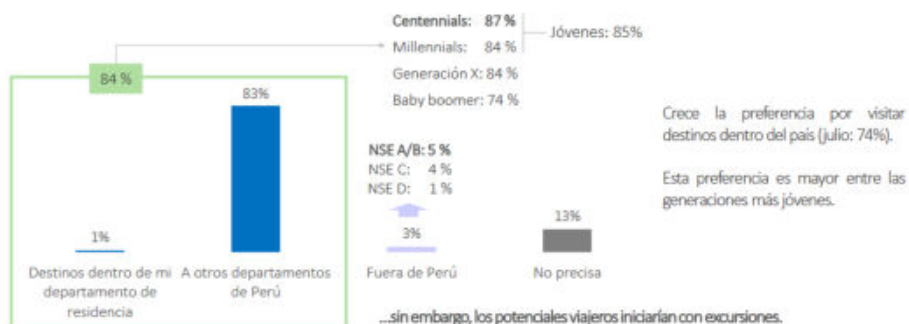 Centennials: 87 %
Millennials: 84 %
Generación X: 84 %
Baby boomer: 74 %
Jóvenes: 85%
84 %
83%
1%
Destinos dentro de mi
departamento de
residencia
A otros departamentos
de Perú
NSE A/B: 5 %
NSE C: 4 %
NSE D: 1 %
3%
Fuera de Perú
13%
No precisa
Crece la preferencia por visitar
destinos dentro del país (julio: 74%).
Esta preferencia es mayor entre las
generaciones más jóvenes.
...sin embargo, los potenciales viajeros iniciarían con excursiones.